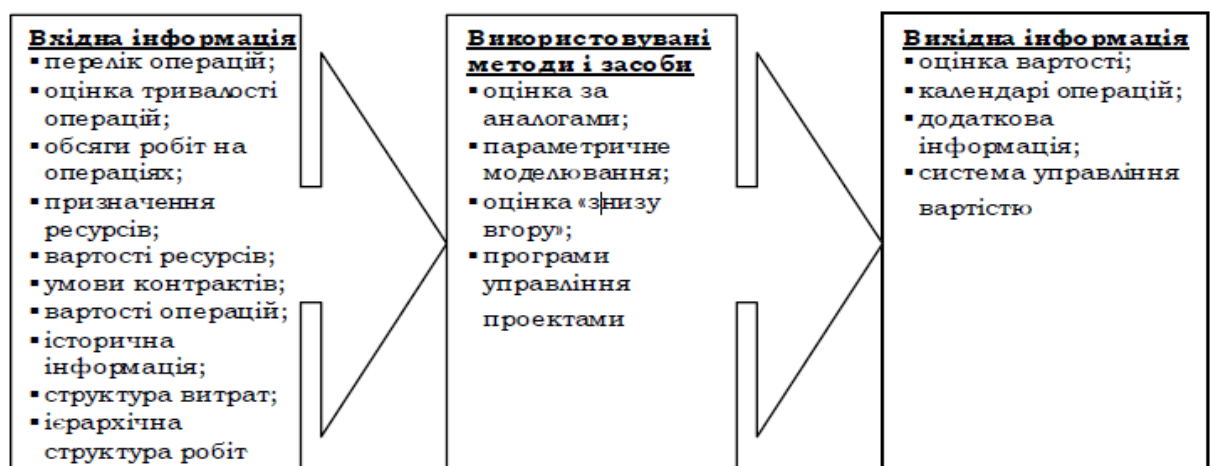 Вхідна інформація
▪ перелік операцій;
▪ оцінка тривалості
операцій;
▪ обсяги робіт на
операціях;
▪ призначення
ресурсів;
▪ вартості ресурсів;
▪ умови контрактів;
▪ вартості операцій;
▪ історична
інформація;
▪ структура витрат;
▪ ієрархічна
структура робіт
Використовувані
методи і засоби
▪ оцінка за
аналогами;
▪ параметричне
моделювання;
▪ оцінка «знизу
вгору»;
▪ програми
управління
проектами
Вихідна інформація
▪ оцінка вартості;
▪ календарі операцій;
▪ додаткова
інформація;
▪ система управління
вартістю